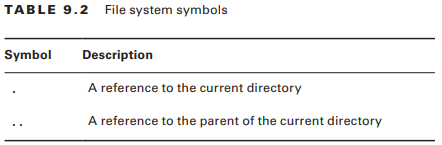 TABLE 9.2 File system symbols
Symbol Description
. A reference to the current directory
.. A reference to the parent of the current directory